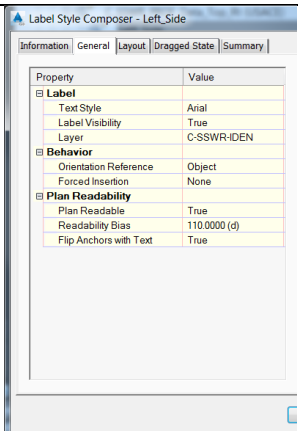 Label Style Composer - Left_Side
Information General Layout Dragged State Summary
Property Value
Label
Text Style Arial
Label Visibility True
Layer C-SSWR-IDEN
Behavior
Orientation Reference Object
Forced Insertion None
Plan Readability
Plan Readable True
Readability Bias 110.0000 (d)
Flip Anchors with Text True